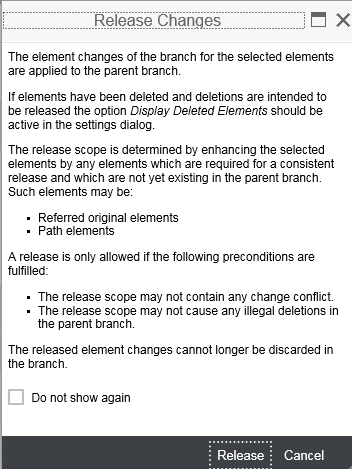 Release Changes
The element changes of the branch for the selected elements
are applied to the parent branch.
If elements have been deleted and deletions are intended to
be released the option Display Deleted Elements should be
active in the settings dialog.
The release scope is determined by enhancing the selected
elements by any elements which are required for a consistent
release and which are not yet existing in the parent branch.
Such elements may be:
▪ Referred original elements
▪ Path elements
A release is only allowed if the following preconditions are
fulfilled:
▪ The release scope may not contain any change conflict.
▪ The release scope may not cause any illegal deletions in
the parent branch.
The released element changes cannot longer be discarded in
the branch.
Do not show again
Release Cancel